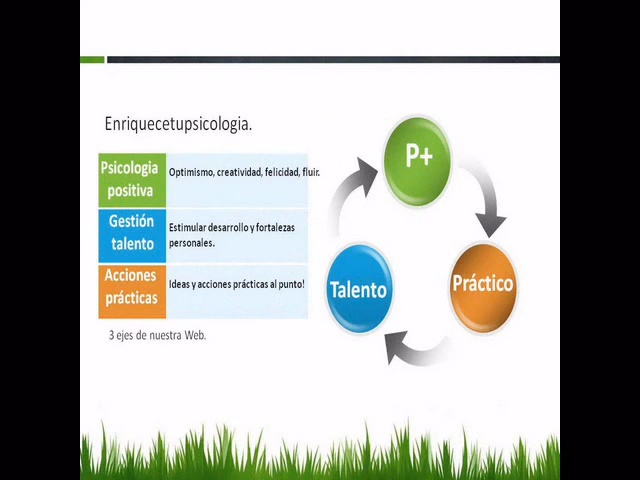 Enriquecetupsicologia.
Psicologia
positiva
Optimismo, creatividad, felicidad, fluir.
Gestión
talento
Estimular desarrollo y fortalezas
personales.
Acciones
prácticas
Ideas y acciones prácticas al punto!
3 ejes de nuestra Web.
P+
Talento
Práctico